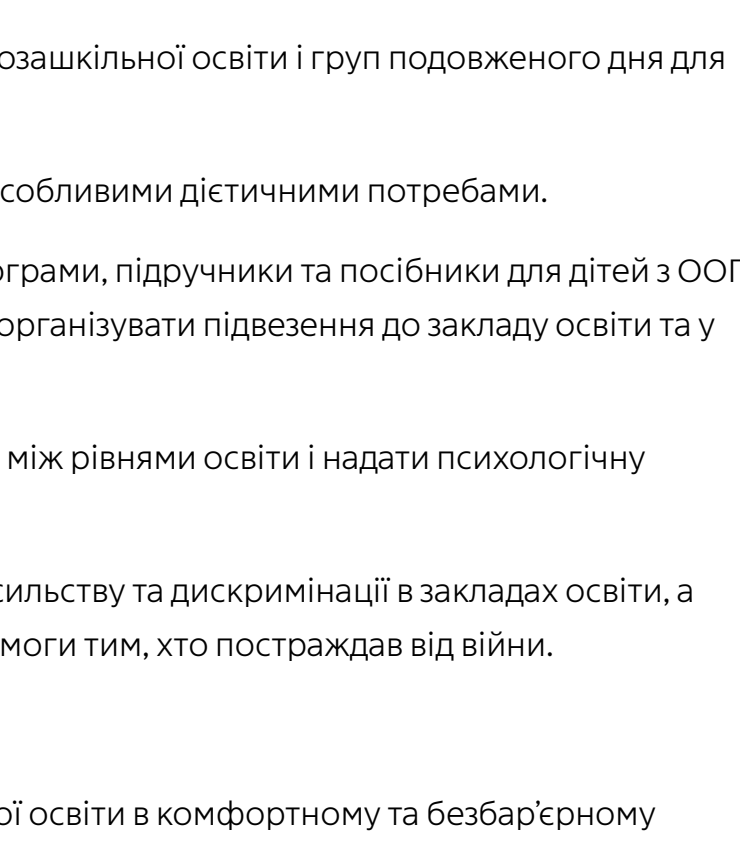 озашкільної освіти і груп подовженого дня для
собливими дієтичними потребами.
ограми, підручники та посібники для дітей з ООП
організувати підвезення до закладу освіти та у
між рівнями освіти і надати психологічну
сильству та дискримінації в закладах освіти, а
моги тим, хто постраждав від війни.
ої освіти в комфортному та безбар’єрному